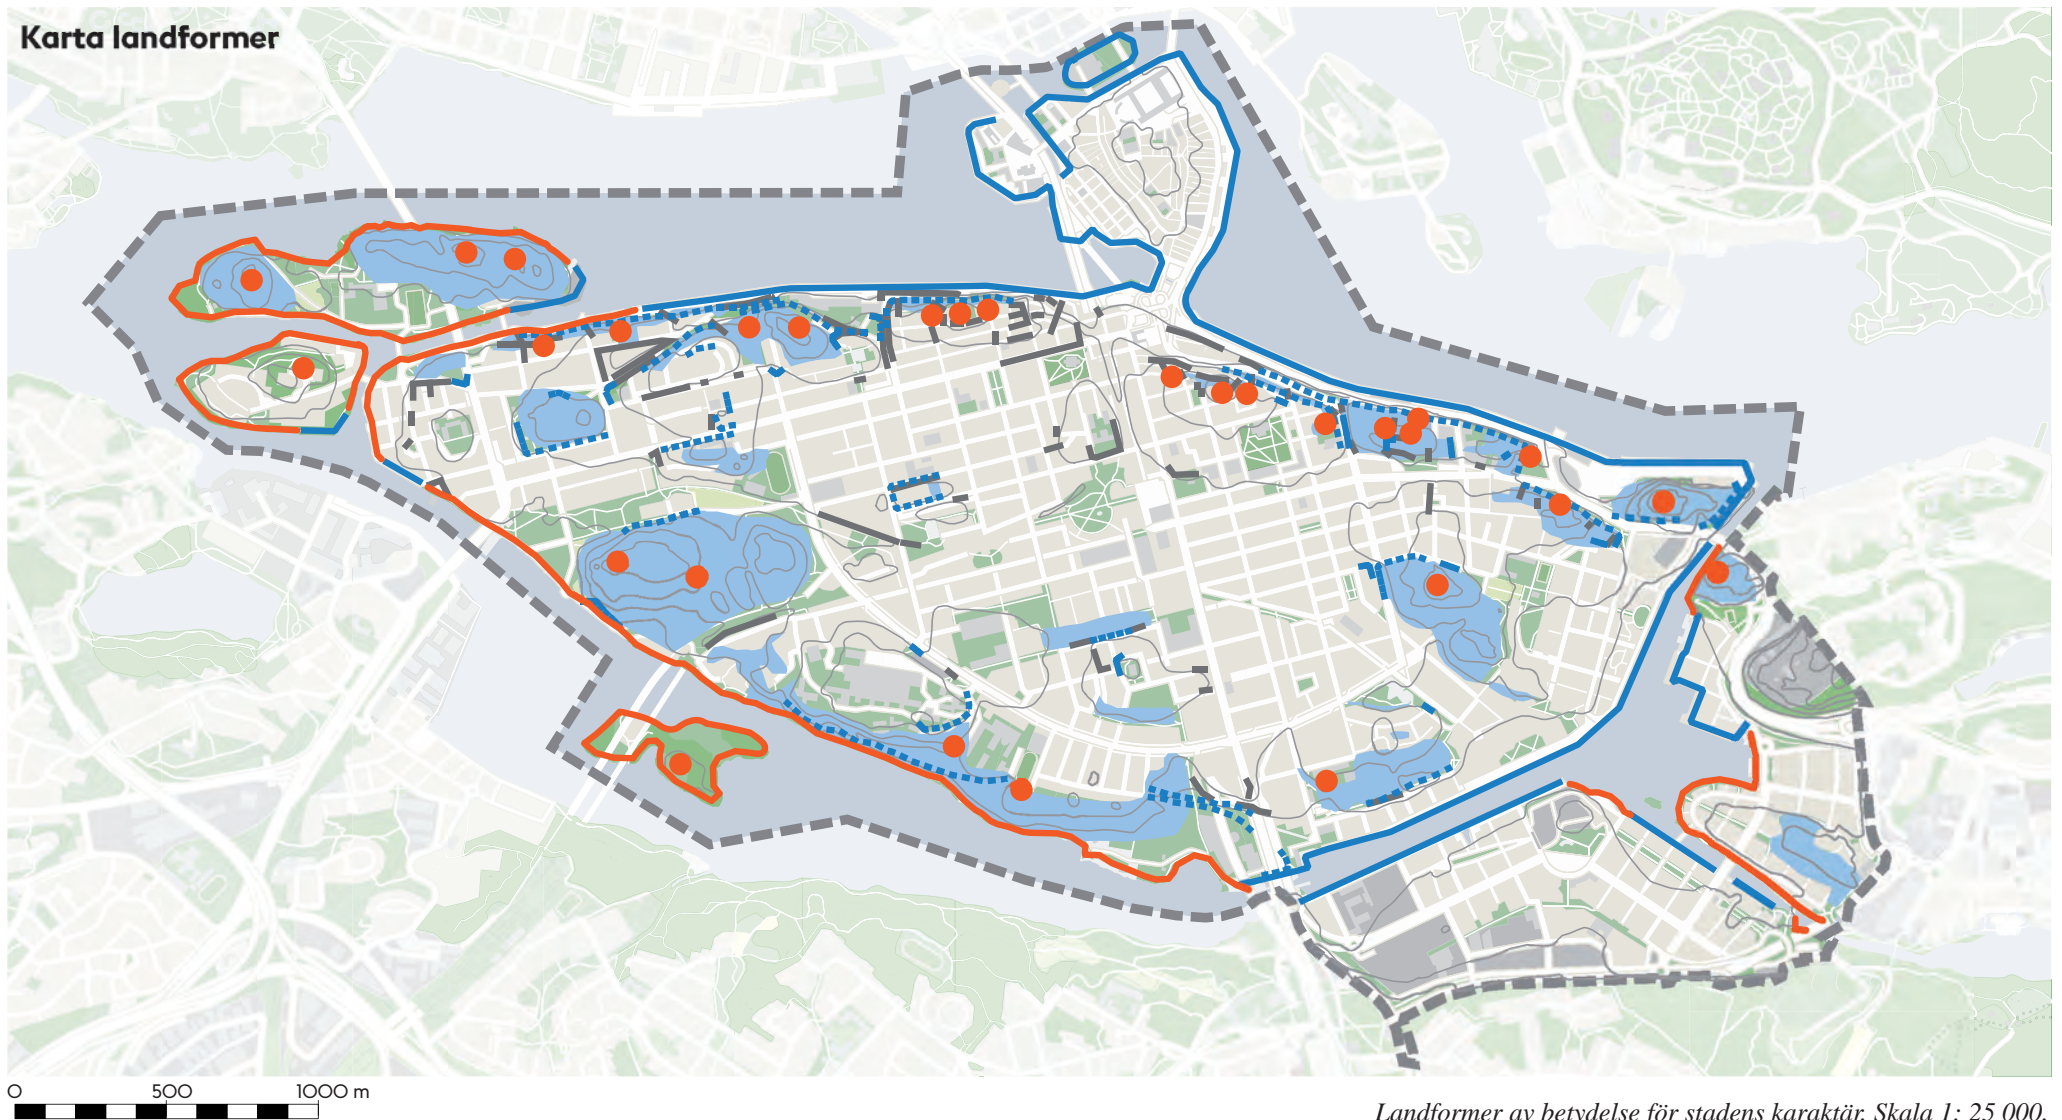 Karta landformer
0 500 1000 m
Landformer av betydelse för stadens karaktär. Skala 1: 25 000.